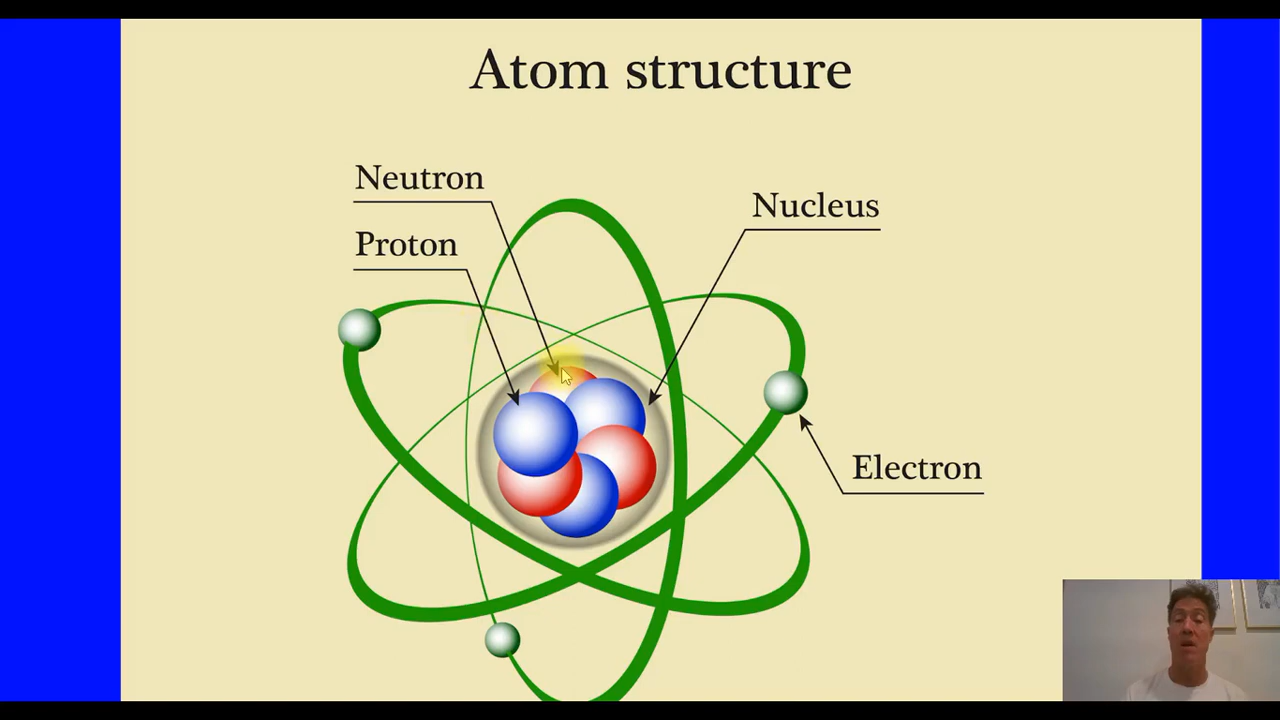 Atom structure
Neutron
Nucleus
Proton
Electron